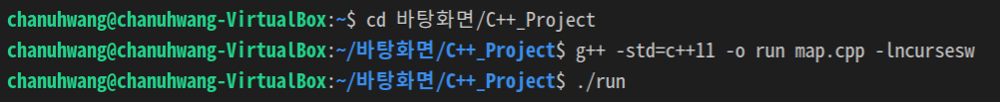 chanuhwang@chanuhwang-VirtualBox:~$ cd 바탕화면/C++_Project
chanuhwang@chanuhwang-VirtualBox:~/바탕화면/C++_Project$ g++ -std=c++11 -o run map.cpp -lncursesw
chanuhwang@chanuhwang-VirtualBox:~/바탕화면/C++_Project$ ./run